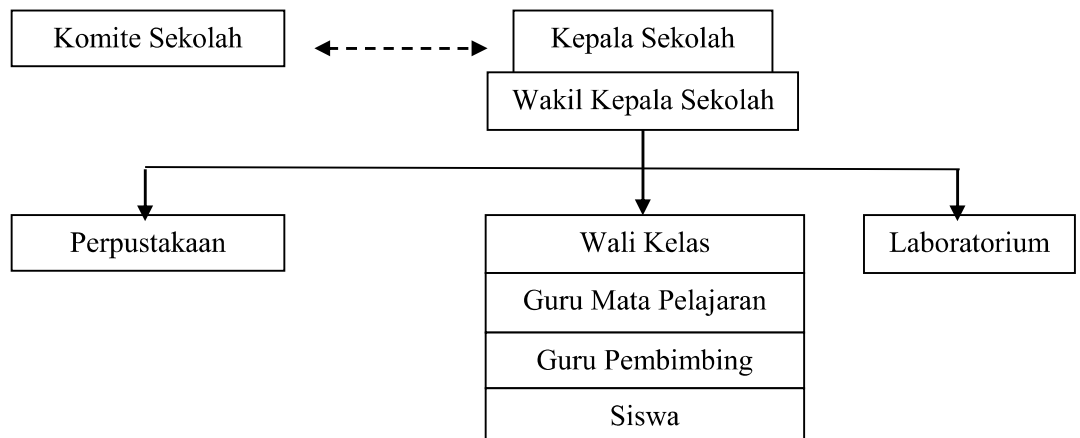 Komite Sekolah
Kepala Sekolah
Wakil Kepala Sekolah
Perpustakaan
Wali Kelas
Laboratorium
Guru Mata Pelajaran
Guru Pembimbing
Siswa